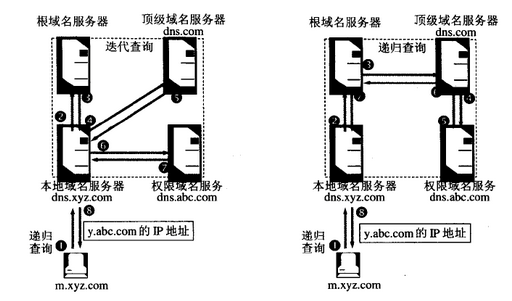 根域名服务器
顶级域名服务器
dns.com
迭代查询
❸
❷
❹
❺
❻
❼
本地域名服务器
dns.xyz.com
权限域名服务
dns.abc.com
❽
y.abc.com 的 IP 地址
递归
查询
❶
m.xyz.com
根域名服务器
顶级域名服务器
dns.com
递归查询
❸
❷
本地域名服务器
dns.xyz.com
权限域名服务器
dns.abc.com
❽
y.abc.com 的 IP 地址
递归
查询
❶
m.xyz.com